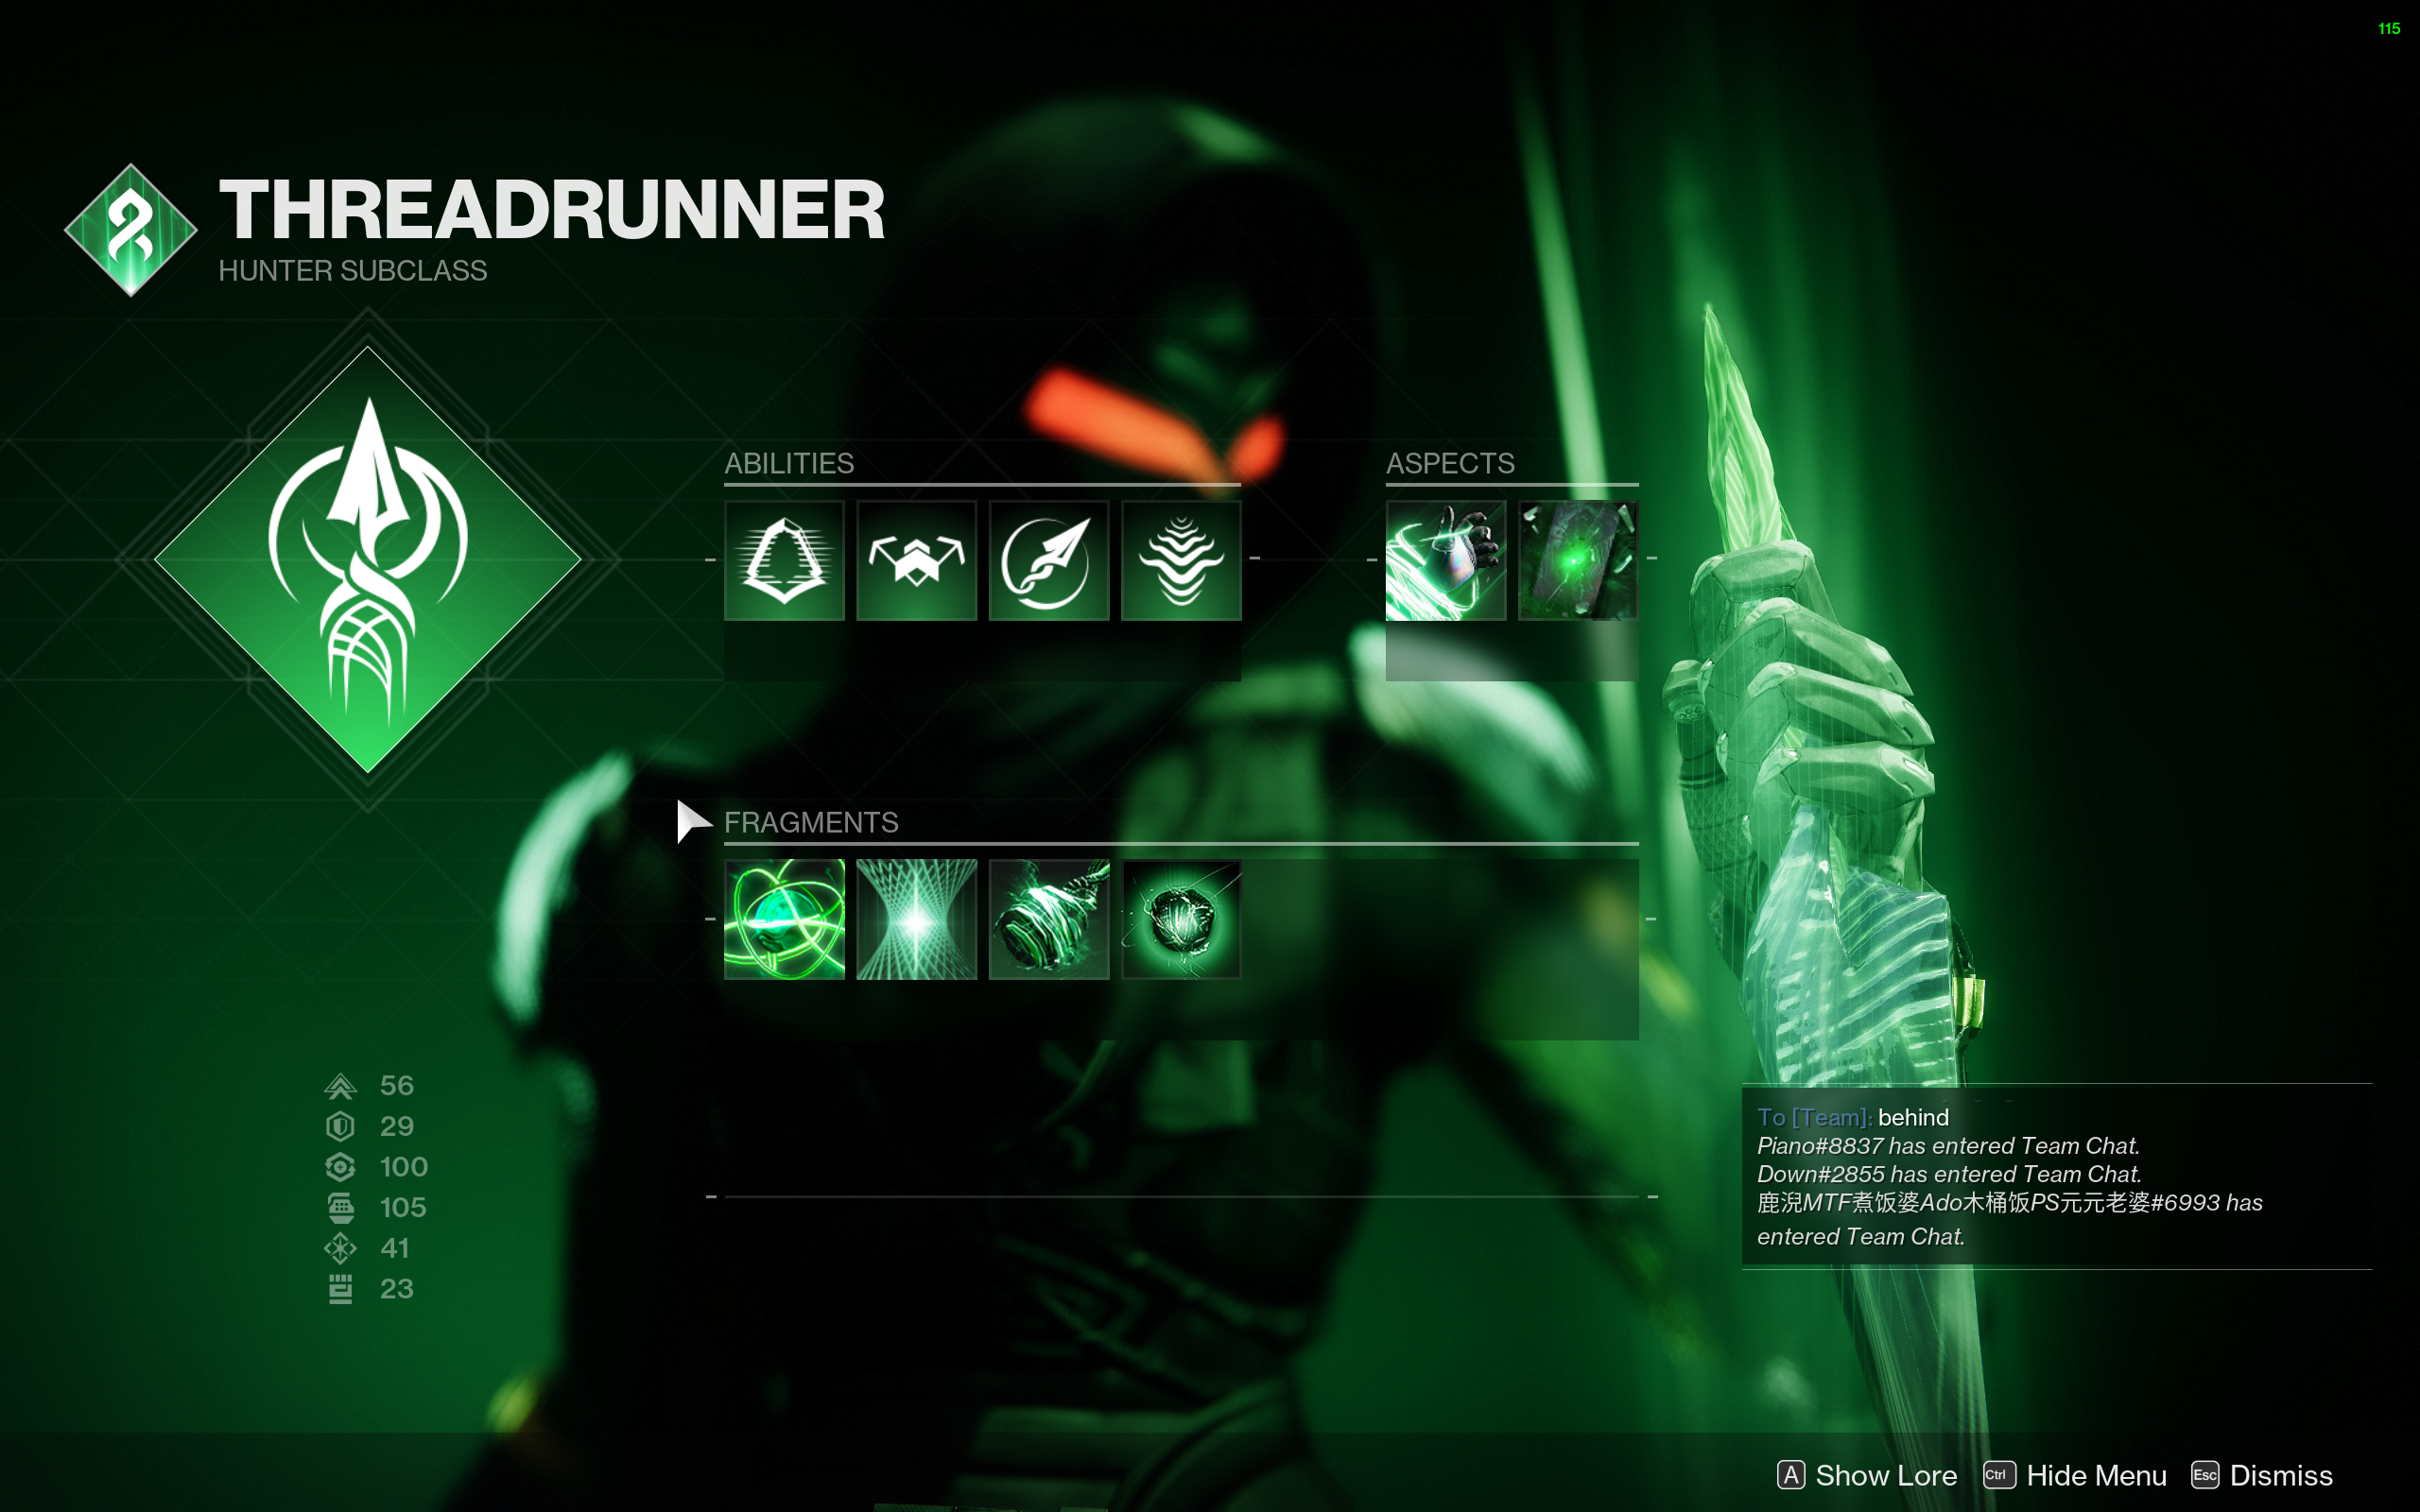 115
THREADRUNNER
HUNTER SUBCLASS
ABILITIES
ASPECTS
FRAGMENTS
56
29
100
105
41
23
To [Team]: behind
Piano#8837 has entered Team Chat.
Down#2855 has entered Team Chat.
鹿淣MTF煮饭婆Ado木桶饭PS元元老婆#6993 has
entered Team Chat.
A Show Lore Ctrl Hide Menu Esc Dismiss